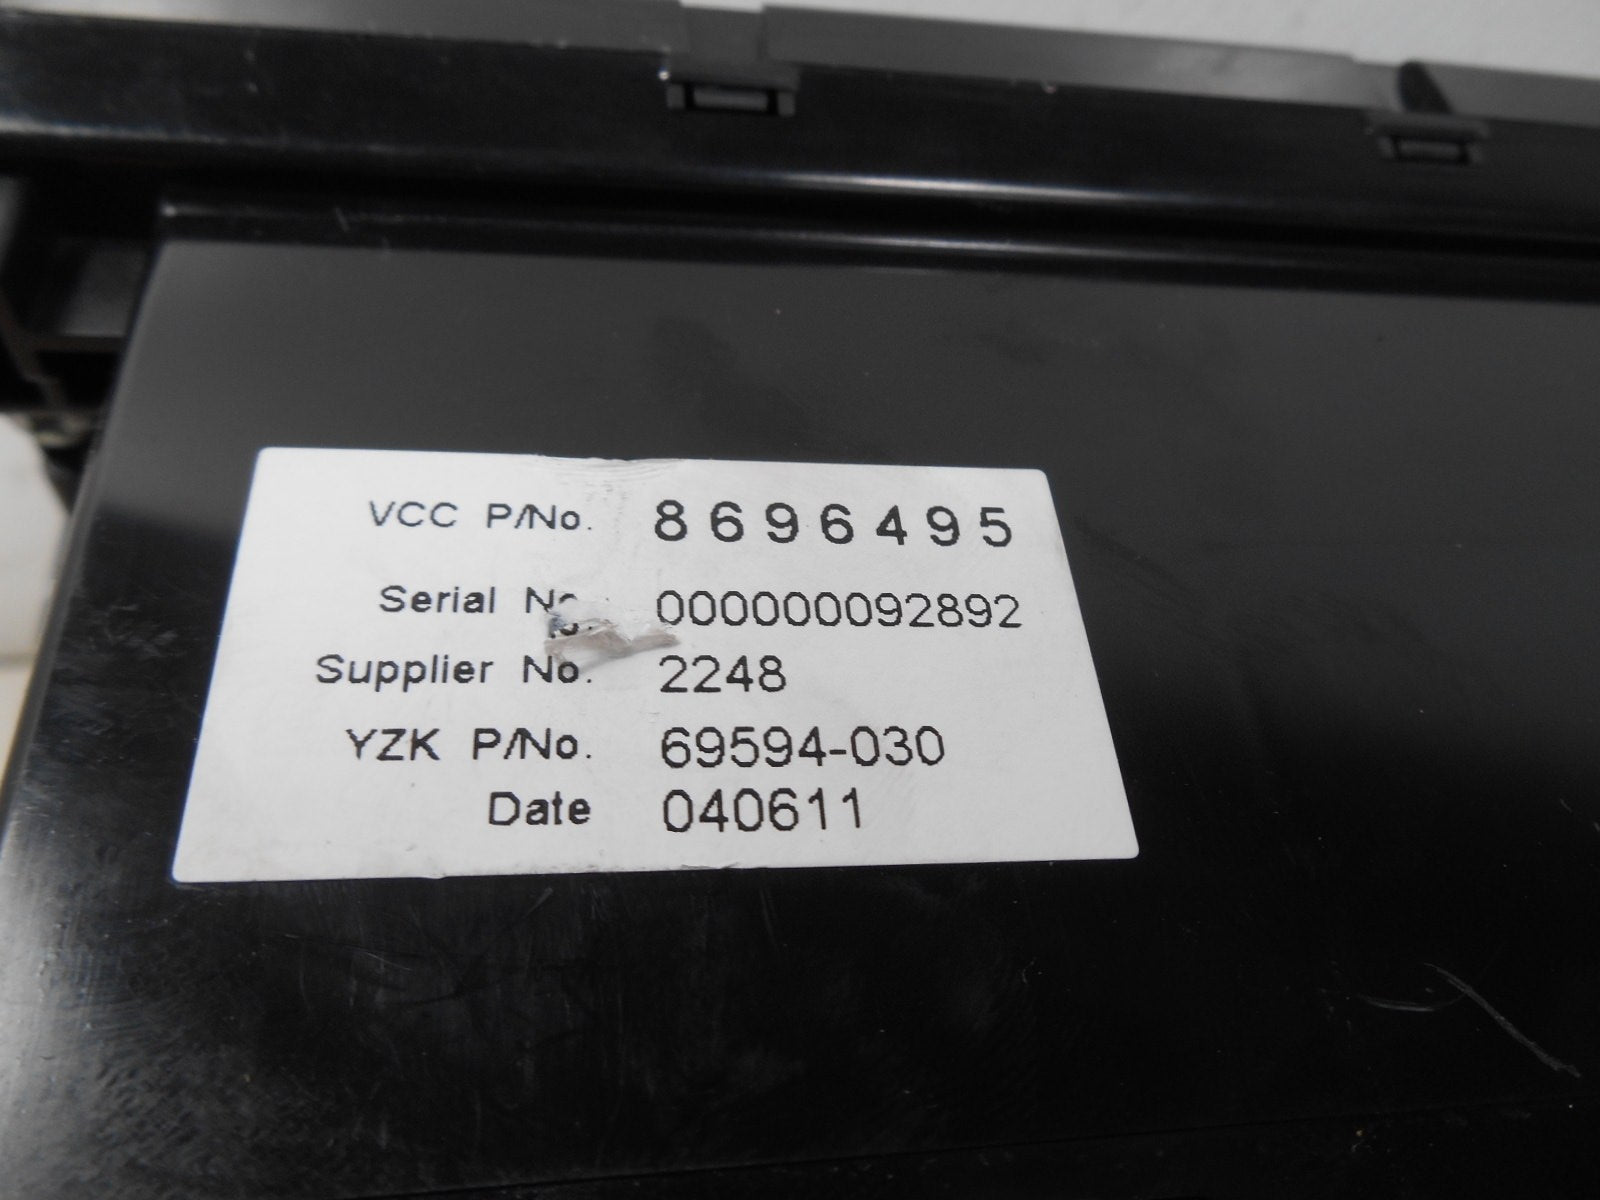 VCC P/No. 8696495
Serial No. 000000092892
Supplier No. 2248
YZK P/No. 69594-030
Date 040611